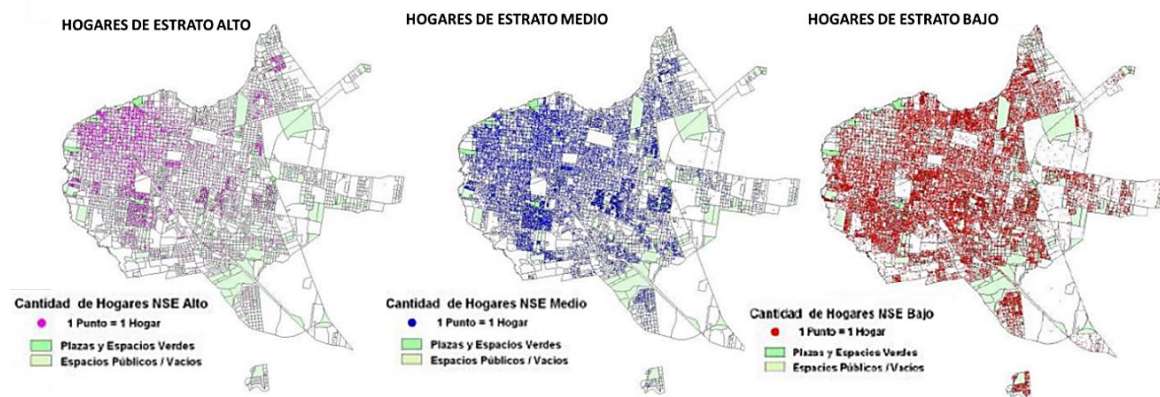 HOGARES DE ESTRATO ALTO
Cantidad de Hogares NSE Alto
1 Punto = 1 Hogar
Plazas y Espacios Verdes
Espacios Públicos / Vacios
HOGARES DE ESTRATO MEDIO
Cantidad de Hogares NSE Medio
1 Punto = 1 Hogar
Plazas y Espacios Verdes
Espacios Públicos / Vacios
HOGARES DE ESTRATO BAJO
Cantidad de Hogares NSE Bajo
1 Punto = 1 Hogar
Plazas y Espacios Verdes
Espacios Públicos / Vacios